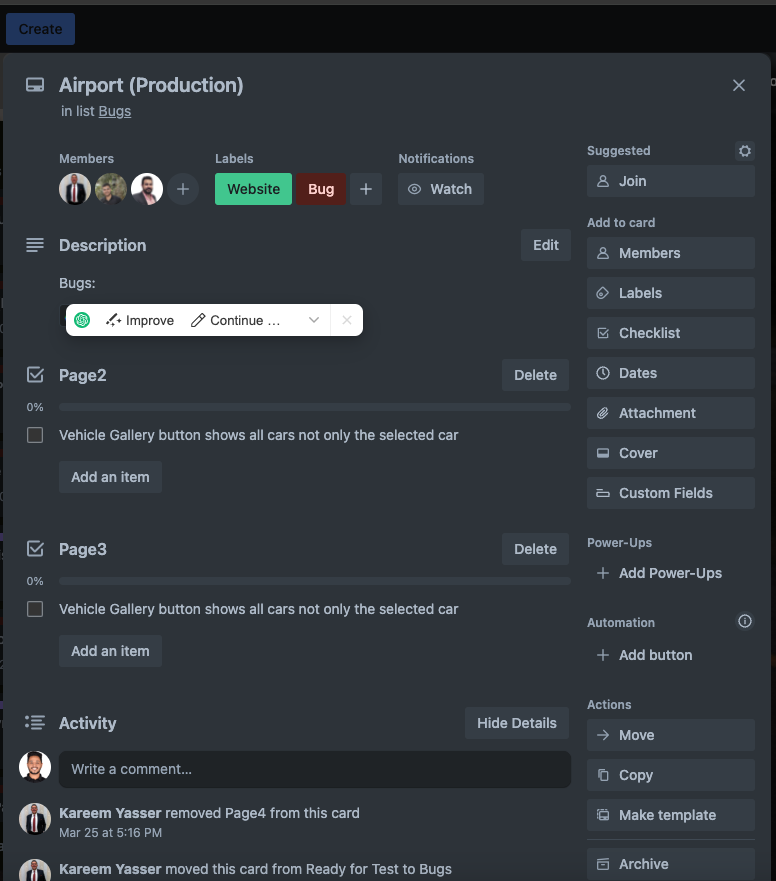 Create
Airport (Production)
in list Bugs
Members
Labels
Notifications
Website
Bug
Watch
Description
Edit
Bugs:
Improve
Continue ...
Page2
Delete
0%
Vehicle Gallery button shows all cars not only the selected car
Add an item
Page3
Delete
0%
Vehicle Gallery button shows all cars not only the selected car
Add an item
Activity
Hide Details
Write a comment…
Kareem Yasser removed Page4 from this card
Mar 25 at 5:16 PM
Kareem Yasser moved this card from Ready for Test to Bugs
Suggested
Join
Add to card
Members
Labels
Checklist
Dates
Attachment
Cover
Custom Fields
Power-Ups
Add Power-Ups
Automation
Add button
Actions
Move
Copy
Make template
Archive